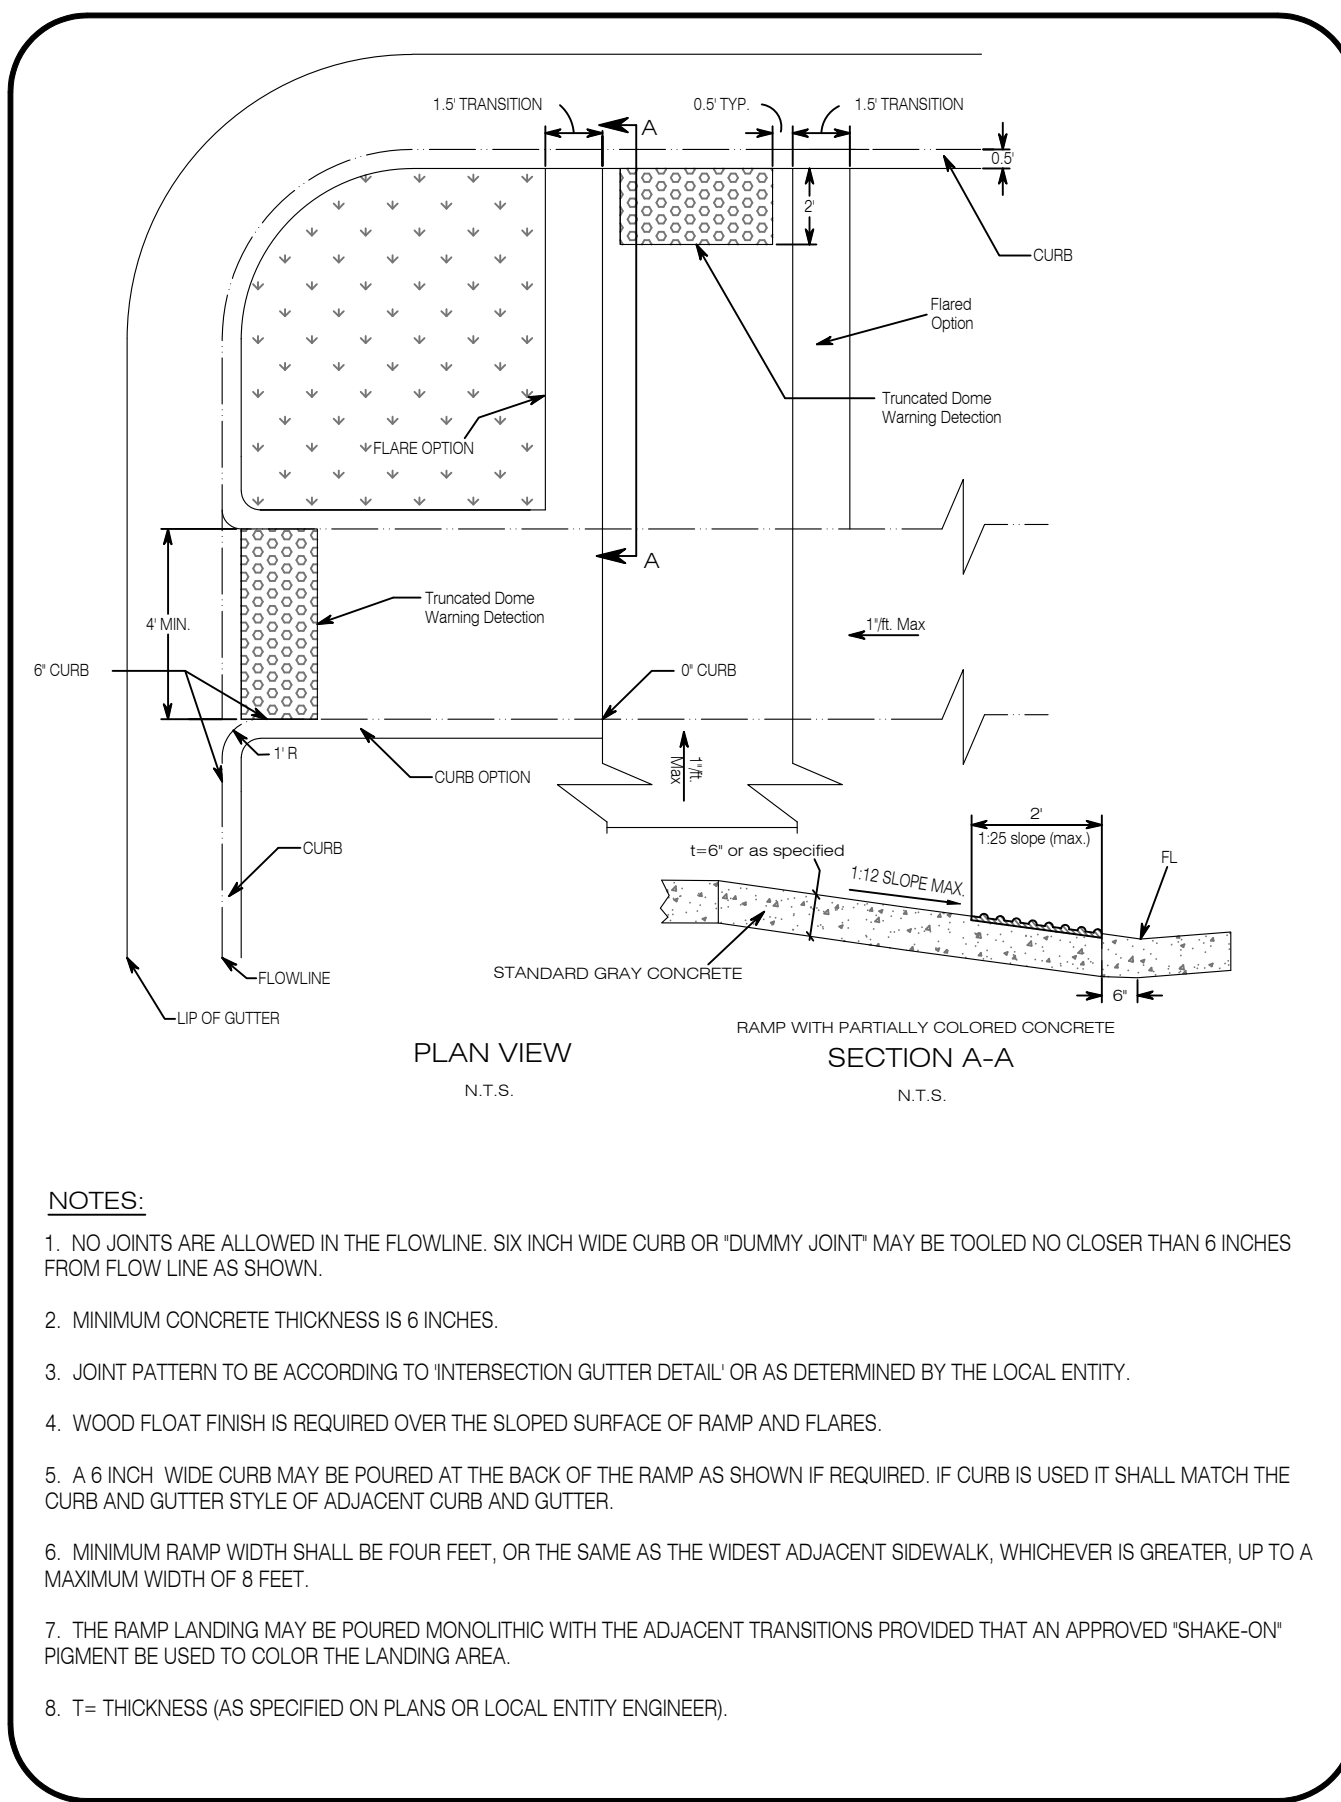 1.5' TRANSITION
A
0.5' TYP.
1.5' TRANSITION
0.5'
2'
CURB
Flared
Option
Truncated Dome
Warning Detection
FLARE OPTION
A
4' MIN.
Truncated Dome
Warning Detection
1"/ft. Max
6" CURB
0" CURB
1' R
CURB OPTION
1"/ft.
Max
CURB
FLOWLINE
LIP OF GUTTER
2'
1:25 slope (max.)
t=6" or as specified
1:12 SLOPE MAX.
FL
STANDARD GRAY CONCRETE
6"
RAMP WITH PARTIALLY COLORED CONCRETE
PLAN VIEW
N.T.S.
SECTION A-A
N.T.S.
NOTES:
1. NO JOINTS ARE ALLOWED IN THE FLOWLINE. SIX INCH WIDE CURB OR "DUMMY JOINT" MAY BE TOOLED NO CLOSER THAN 6 INCHES
FROM FLOW LINE AS SHOWN.
2. MINIMUM CONCRETE THICKNESS IS 6 INCHES.
3. JOINT PATTERN TO BE ACCORDING TO 'INTERSECTION GUTTER DETAIL' OR AS DETERMINED BY THE LOCAL ENTITY.
4. WOOD FLOAT FINISH IS REQUIRED OVER THE SLOPED SURFACE OF RAMP AND FLARES.
5. A 6 INCH WIDE CURB MAY BE POURED AT THE BACK OF THE RAMP AS SHOWN IF REQUIRED. IF CURB IS USED IT SHALL MATCH THE
CURB AND GUTTER STYLE OF ADJACENT CURB AND GUTTER.
6. MINIMUM RAMP WIDTH SHALL BE FOUR FEET, OR THE SAME AS THE WIDEST ADJACENT SIDEWALK, WHICHEVER IS GREATER, UP TO A
MAXIMUM WIDTH OF 8 FEET.
7. THE RAMP LANDING MAY BE POURED MONOLITHIC WITH THE ADJACENT TRANSITIONS PROVIDED THAT AN APPROVED "SHAKE-ON"
PIGMENT BE USED TO COLOR THE LANDING AREA.
8. T= THICKNESS (AS SPECIFIED ON PLANS OR LOCAL ENTITY ENGINEER).